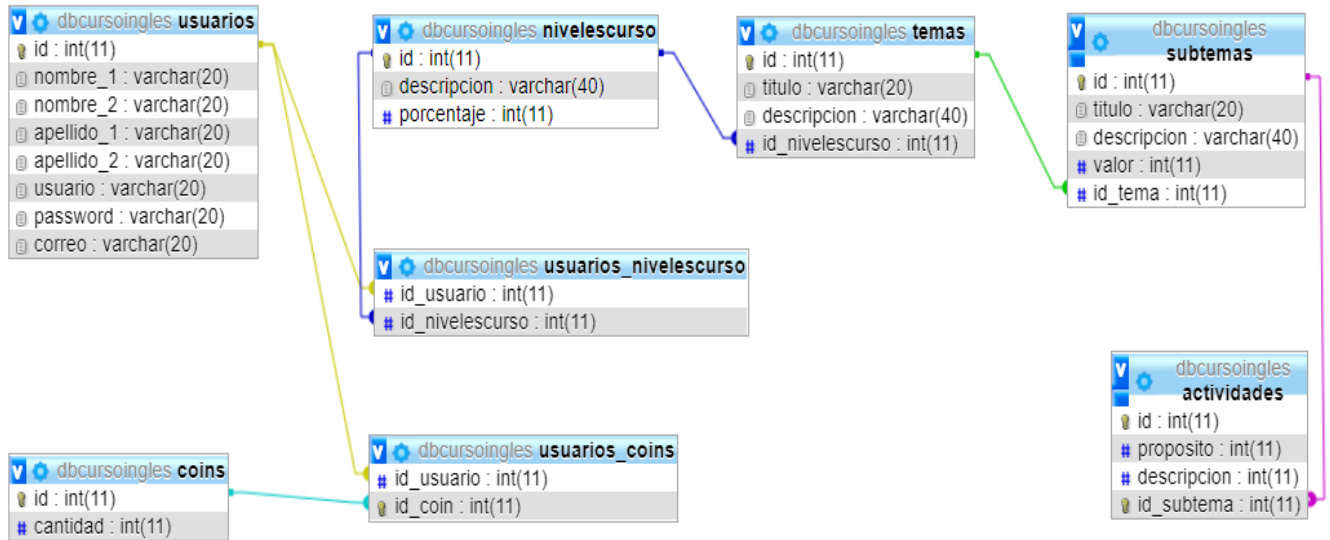 dbcursoingles usuarios
id : int(11)
nombre_1 : varchar(20)
nombre_2 : varchar(20)
apellido_1 : varchar(20)
apellido_2 : varchar(20)
usuario : varchar(20)
password : varchar(20)
correo : varchar(20)
dbcursoingles nivelescurso
id : int(11)
descripcion : varchar(40)
porcentaje : int(11)
dbcursoingles temas
id : int(11)
titulo : varchar(20)
descripcion : varchar(40)
id_nivelescurso : int(11)
dbcursoingles
subtemas
id : int(11)
titulo : varchar(20)
descripcion : varchar(40)
valor : int(11)
id_tema : int(11)
dbcursoingles usuarios_nivelescurso
id_usuario : int(11)
id_nivelescurso : int(11)
dbcursoingles coins
id : int(11)
cantidad : int(11)
dbcursoingles usuarios_coins
id_usuario : int(11)
id_coin : int(11)
dbcursoingles
actividades
id : int(11)
proposito : int(11)
descripcion : int(11)
id_subtema : int(11)